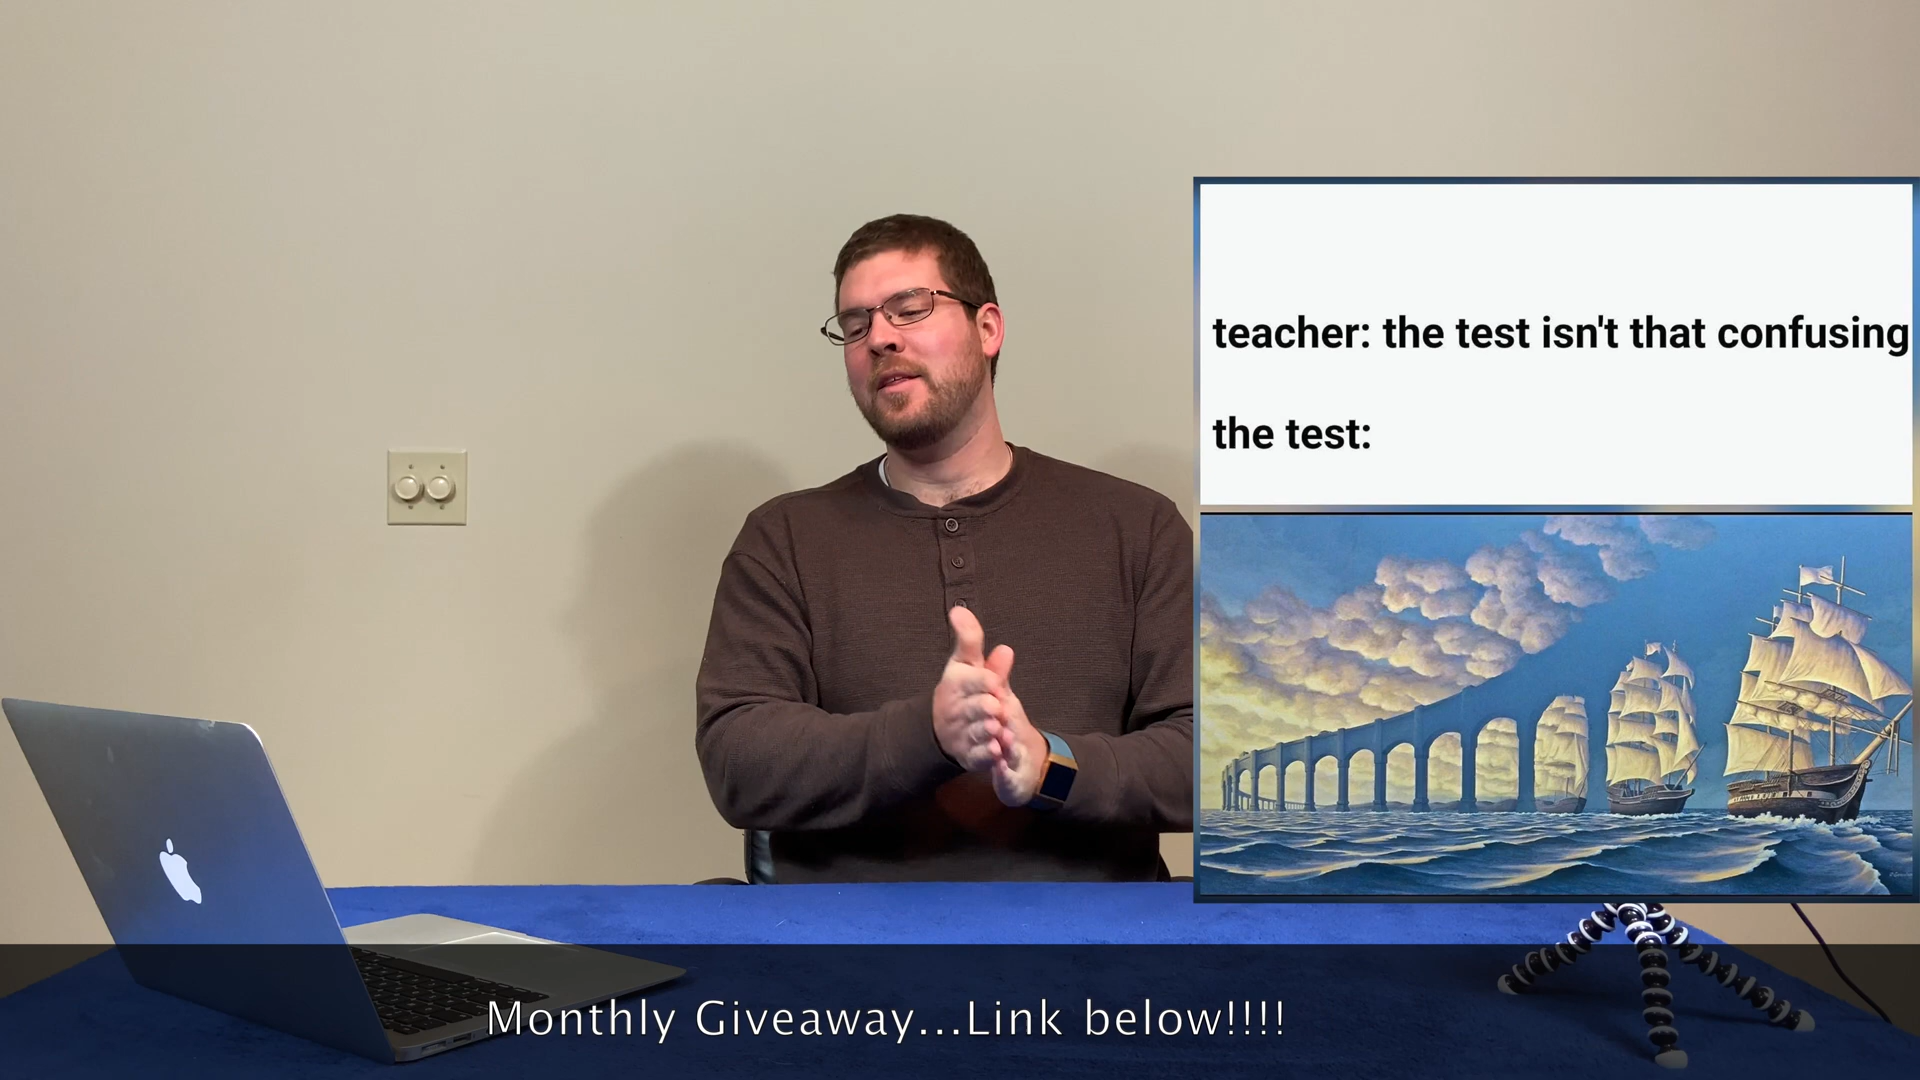 teacher: the test isn't that confusing
the test:
Monthly Giveaway...Link below!!!!